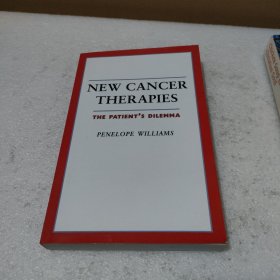 NEW CANCER
THERAPIES
THE PATIENT'S DILEMMA
PENELOPE WILLIAMS